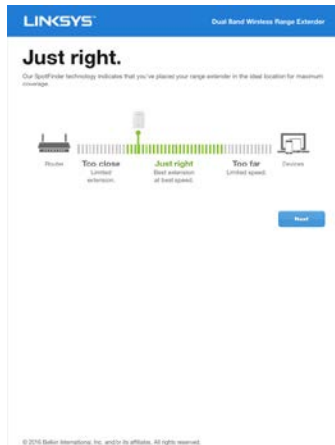 LINKSYS
Dual Band Wireless Range Extender
Just right.
Our SpotFinder technology indicates that you've placed your range extender in the ideal location for maximum
coverage.
Router
Too close
Limited
extension.
Just right
Best extension
at best speed.
Too far
Limited speed.
Devices
Next
© 2016 Belkin International, Inc. and/or its affiliates. All rights reserved.